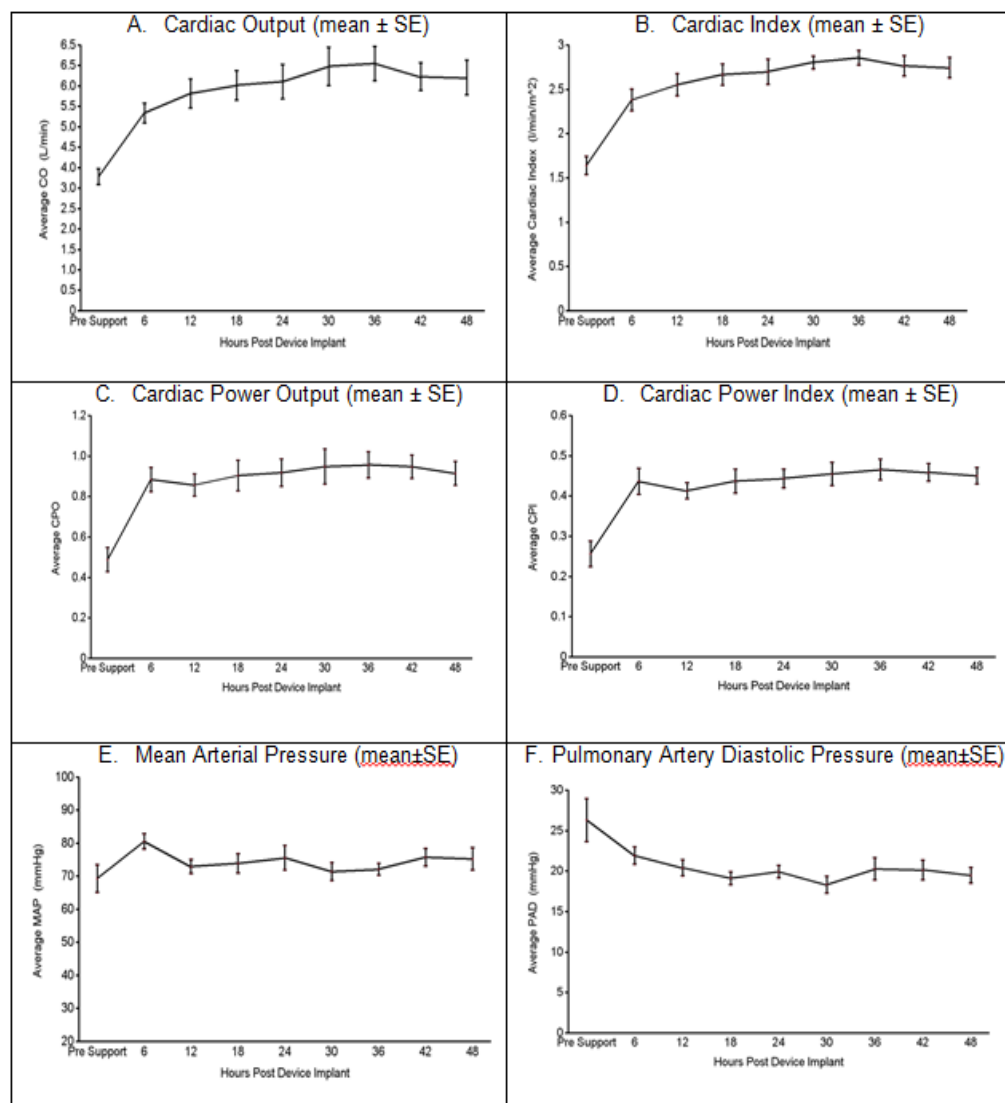 A. Cardiac Output (mean ± SE)
6.5
6.5
6.0
5.5
5.0
4.5
4.0
3.0
3.0
2.0
1.5
1.0
0
Average CO (L/min)
Pre Support 6 12 18 24 30 36 42 48
Hours Post Device Implant
B. Cardiac Index (mean ± SE)
3
2.5
2
1.5
1
0.5
0
Average Cardiac Index (l/min/m^2)
Pre Support 6 12 18 24 30 36 42 48
Hours Post Device Implant
C. Cardiac Power Output (mean ± SE)
1.2
1.0
0.8
0.6
0.4
0.2
0
Average CPO
Pre Support 6 12 18 24 30 36 42 48
Hours Post Device Implant
D. Cardiac Power Index (mean ± SE)
0.6
0.5
0.4
0.3
0.2
0.1
0
Average CPI
Pre Support 6 12 18 24 30 36 42 48
Hours Post Device Implant
E. Mean Arterial Pressure (mean±SE)
100
90
80
70
60
50
40
30
20
Average MAP (mmHg)
Pre Support 6 12 18 24 30 36 42 48
Hours Post Device Implant
F. Pulmonary Artery Diastolic Pressure (mean±SE)
30
25
20
15
10
5
0
Average PAD (mmHg)
Pre Support 6 12 18 24 30 36 42 48
Hours Post Device Implant